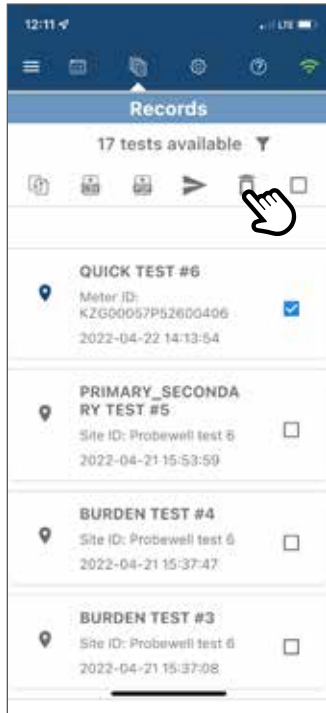 12:11
LTE
Records
17 tests available
QUICK TEST #6
Meter ID:
KZG00057P52600406
2022-04-22 14:13:54
PRIMARY_SECONDA
RY TEST #5
Site ID: Probewell test 6
2022-04-21 15:53:59
BURDEN TEST #4
Site ID: Probewell test 6
2022-04-21 15:37:47
BURDEN TEST #3
Site ID: Probewell test 6
2022-04-21 15:37:08